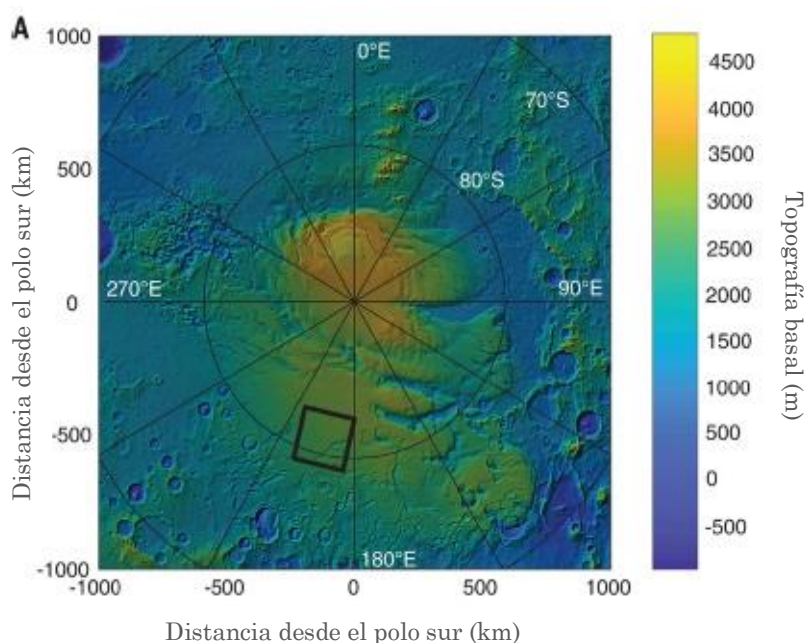 A
1000
500
0
-500
-1000
Distancia desde el polo sur (km)
0°E
70°S
80°S
270°E
90°E
180°E
-1000
-500
0
500
1000
Distancia desde el polo sur (km)
4500
4000
3500
3000
2500
2000
1500
1000
500
0
-500
Topografía basal (m)